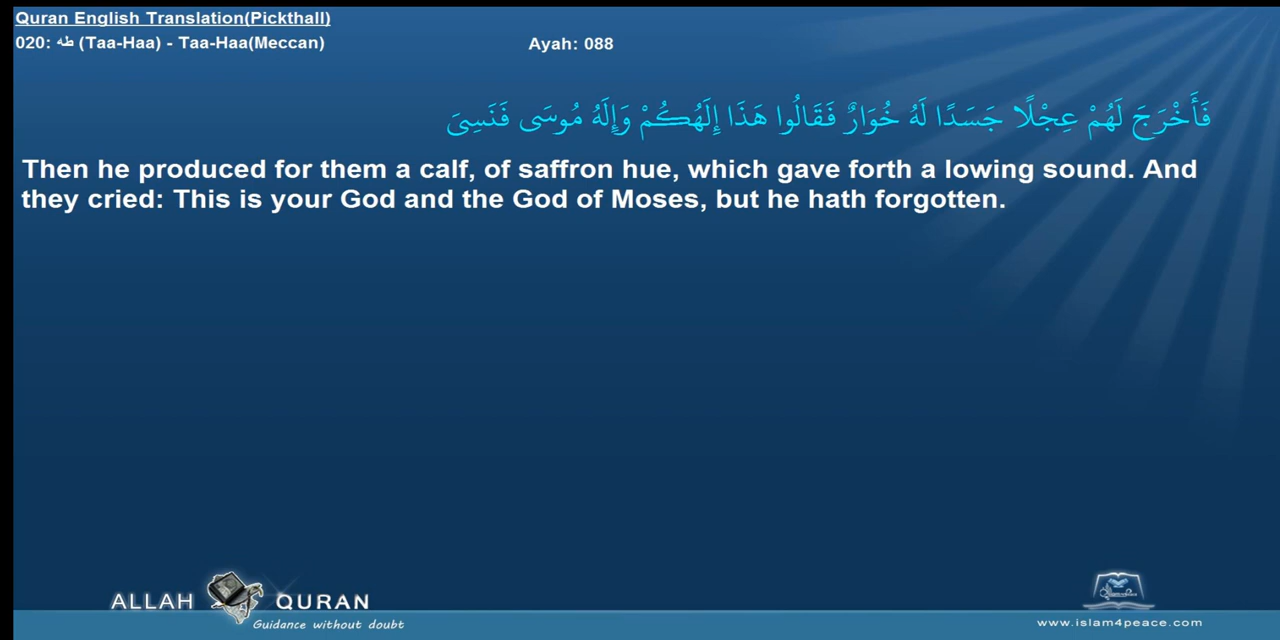 Quran English Translation(Pickthall)
020: طه (Taa-Haa) - Taa-Haa(Meccan) Ayah: 088
فَأَخْرَجَ لَهُمْ عِجْلًا جَسَدًا لَهُ خُوَارٌ فَقَالُوا هَذَا إِلَهُكُمْ وَإِلَهُ مُوسَى فَنَسِيَ
Then he produced for them a calf, of saffron hue, which gave forth a lowing sound. And
they cried: This is your God and the God of Moses, but he hath forgotten.
ALLAH QURAN
Guidance without doubt
www.islam4peace.com